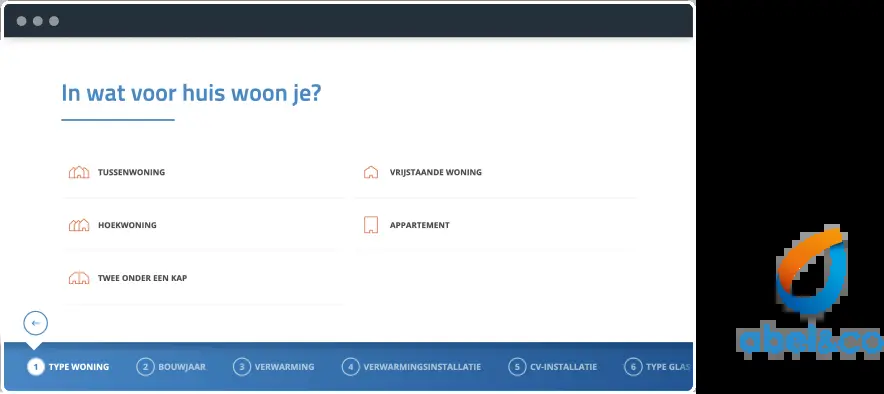 In wat voor huis woon je?
TUSSENWONING
VRIJSTAANDE WONING
HOEKWONING
APPARTEMENT
TWEE ONDER EEN KAP
1 TYPE WONING
2 BOUWJAAR
3 VERWARMING
4 VERWARMINGSINSTALLATIE
5 CV-INSTALLATIE
6 TYPE GLAS
abel&co